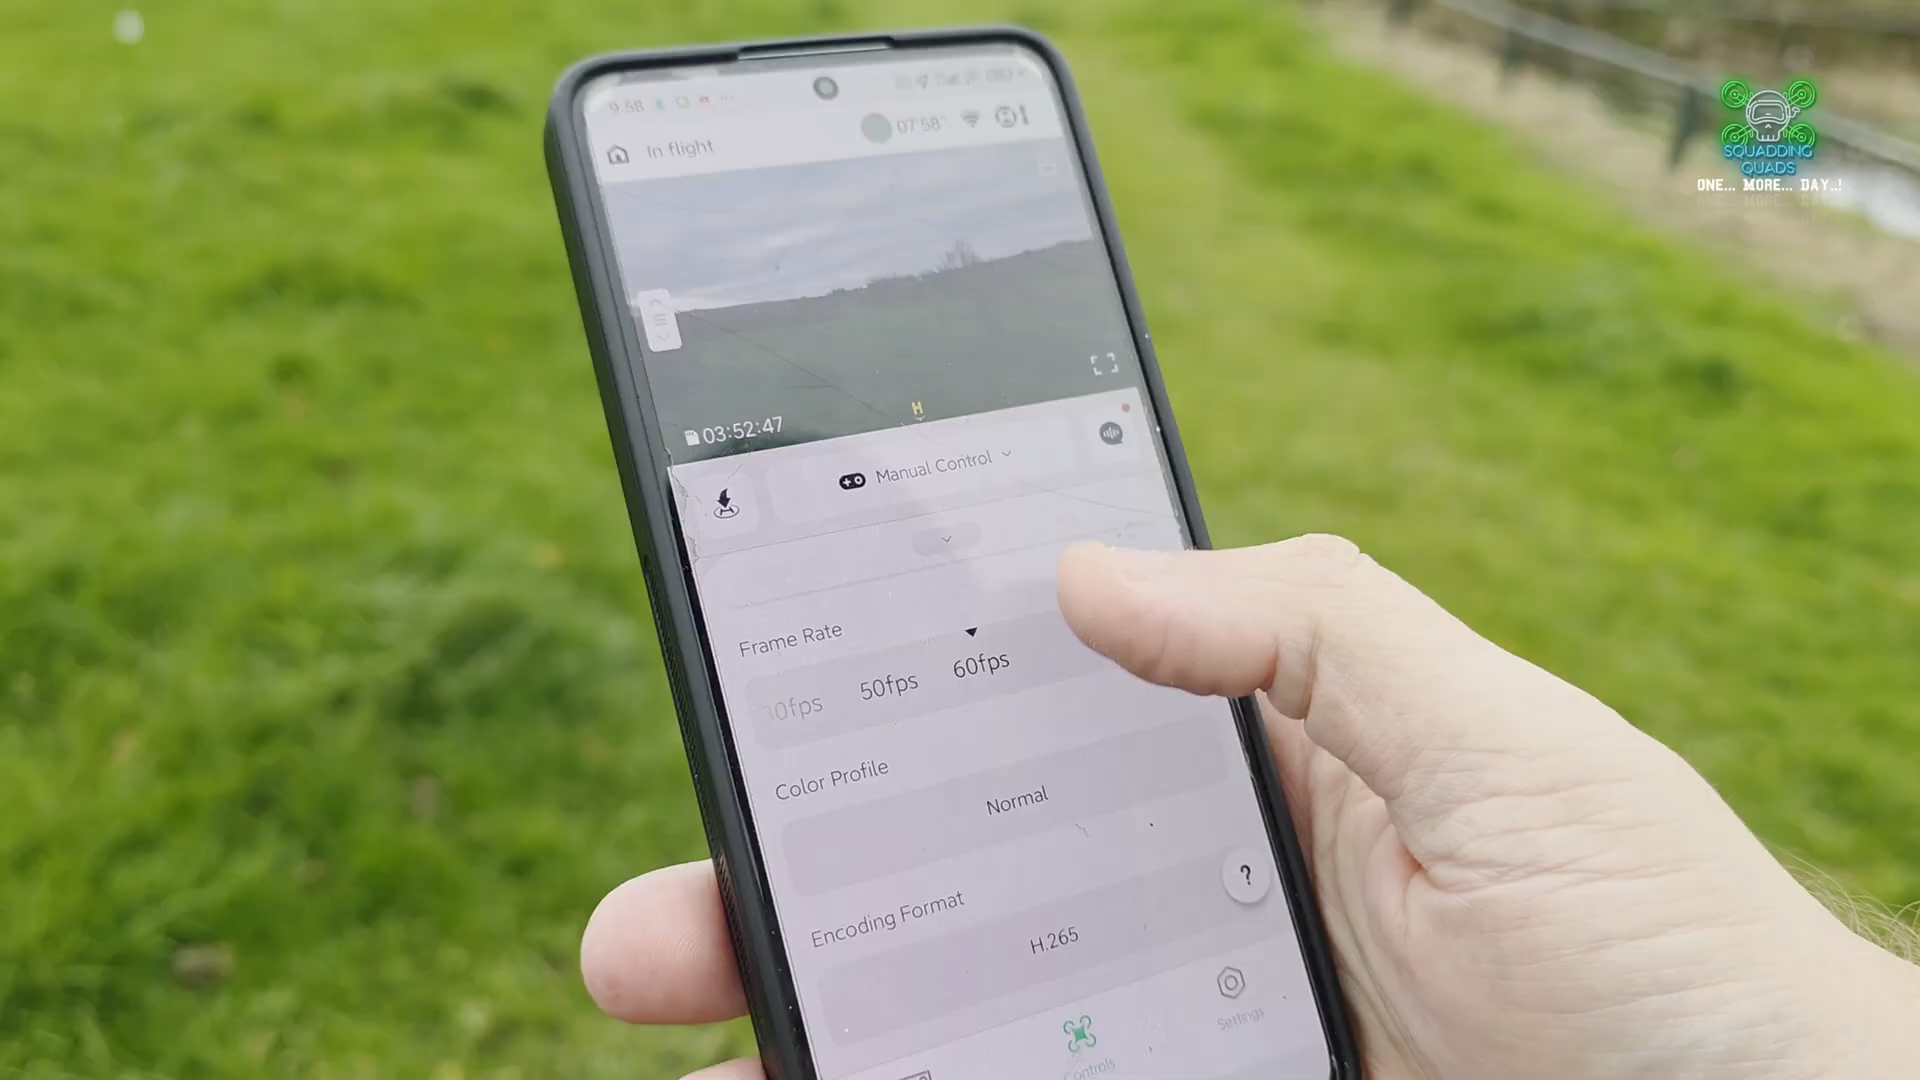 9:58
07'58"
In flight
SQUADDING
QUADS
ONE... MORE... DAY..!
03:52:47
H
Manual Control
Frame Rate
30fps 50fps 60fps
Color Profile
Normal
Encoding Format
H.265
?
Controls
Settings